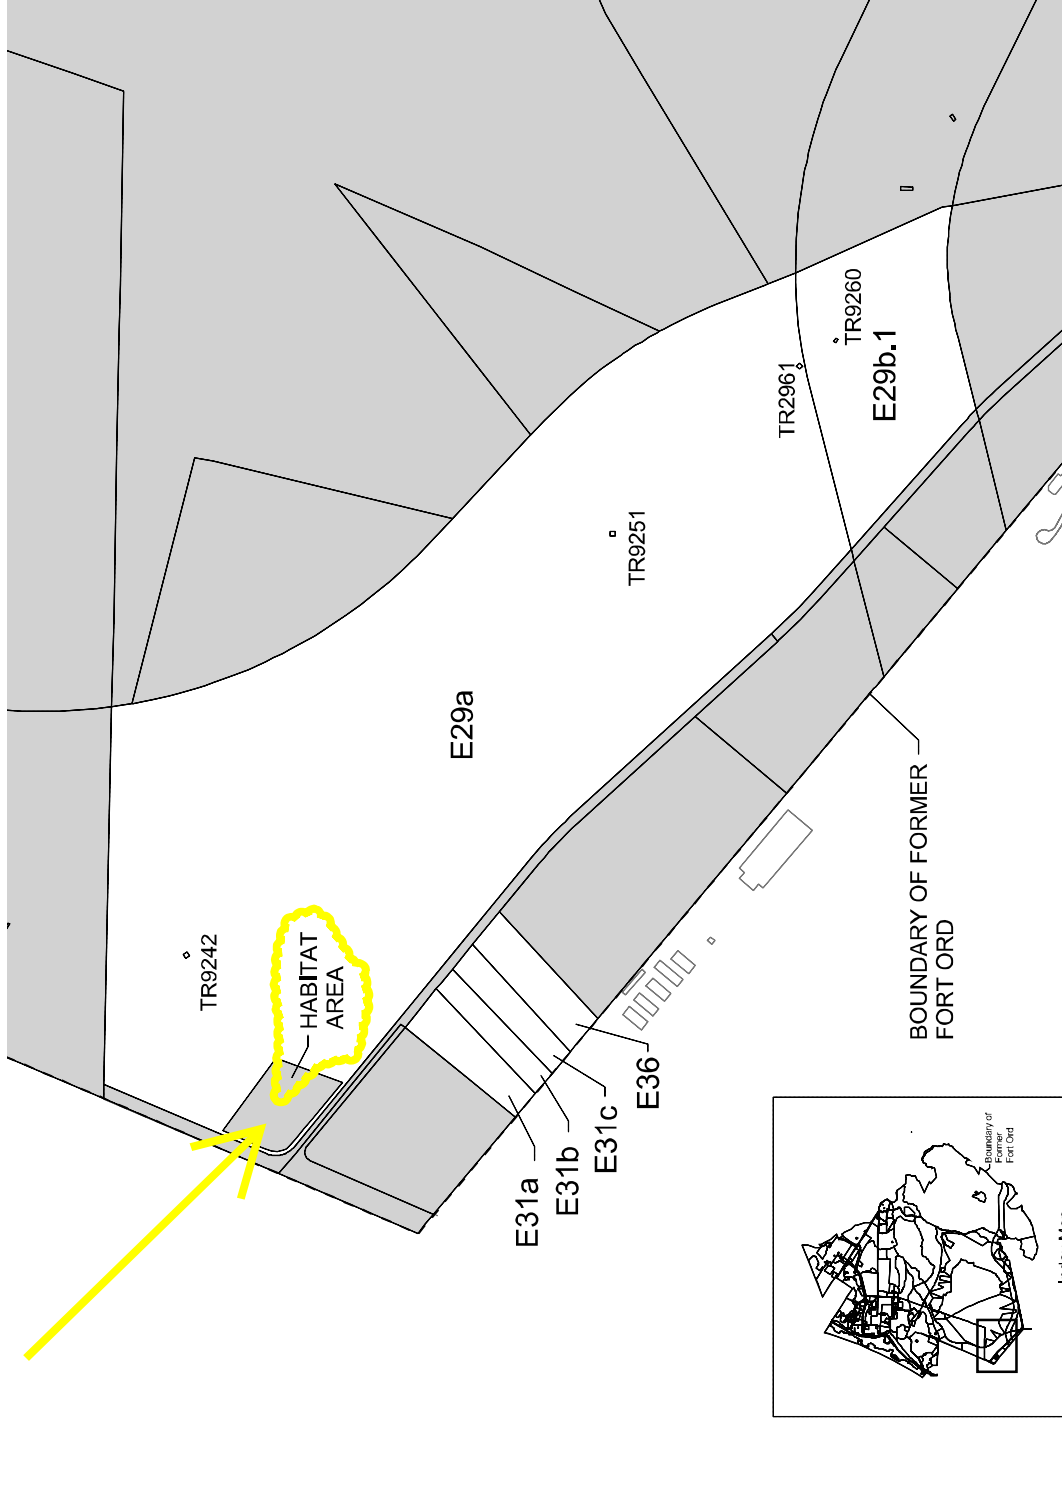 TR9260
E29b.1
TR2961
TR9251
E29a
TR9242
HABITAT
AREA
BOUNDARY OF FORMER
FORT ORD
E36
E31c
E31b
E31a
Boundary of
Former
Fort Ord